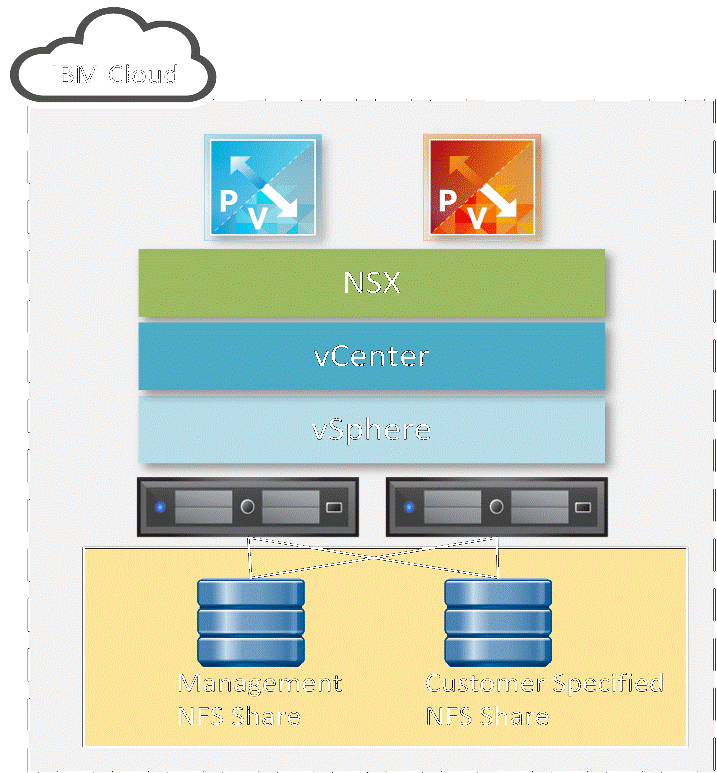 IBM Cloud
P V
P V
NSX
vCenter
vSphere
Management
NFS Share
Customer Specified
NFS Share